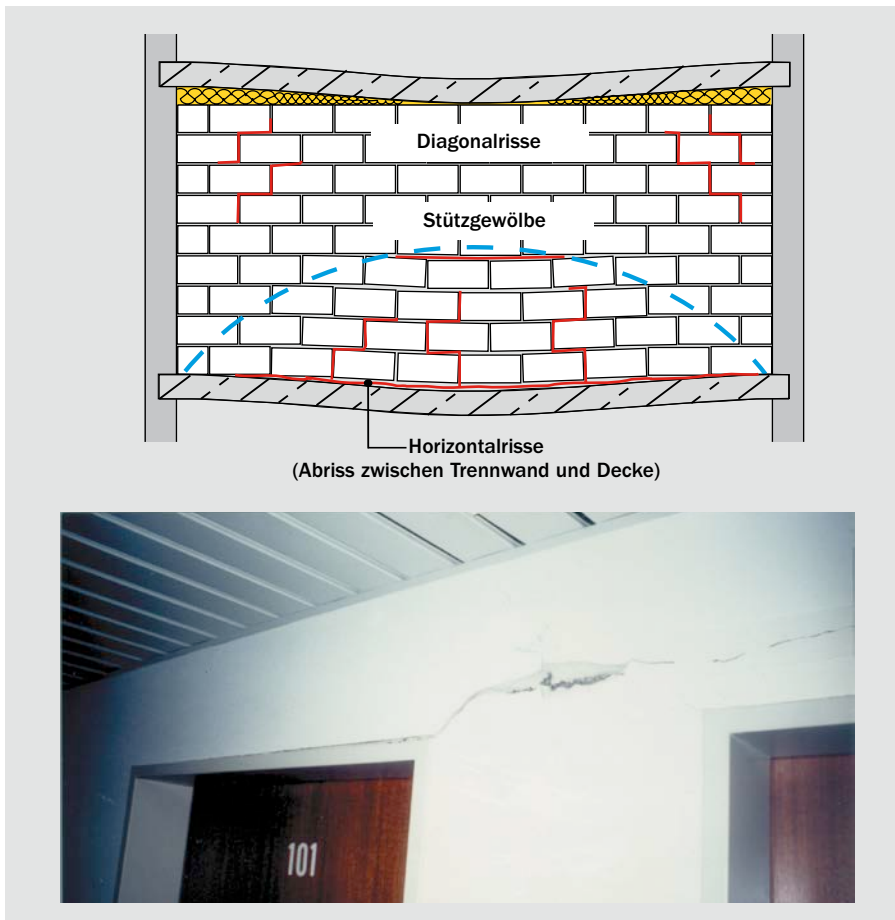 Diagonalrisse
Stützgewölbe
Horizontalrisse
(Abriss zwischen Trennwand und Decke)
101